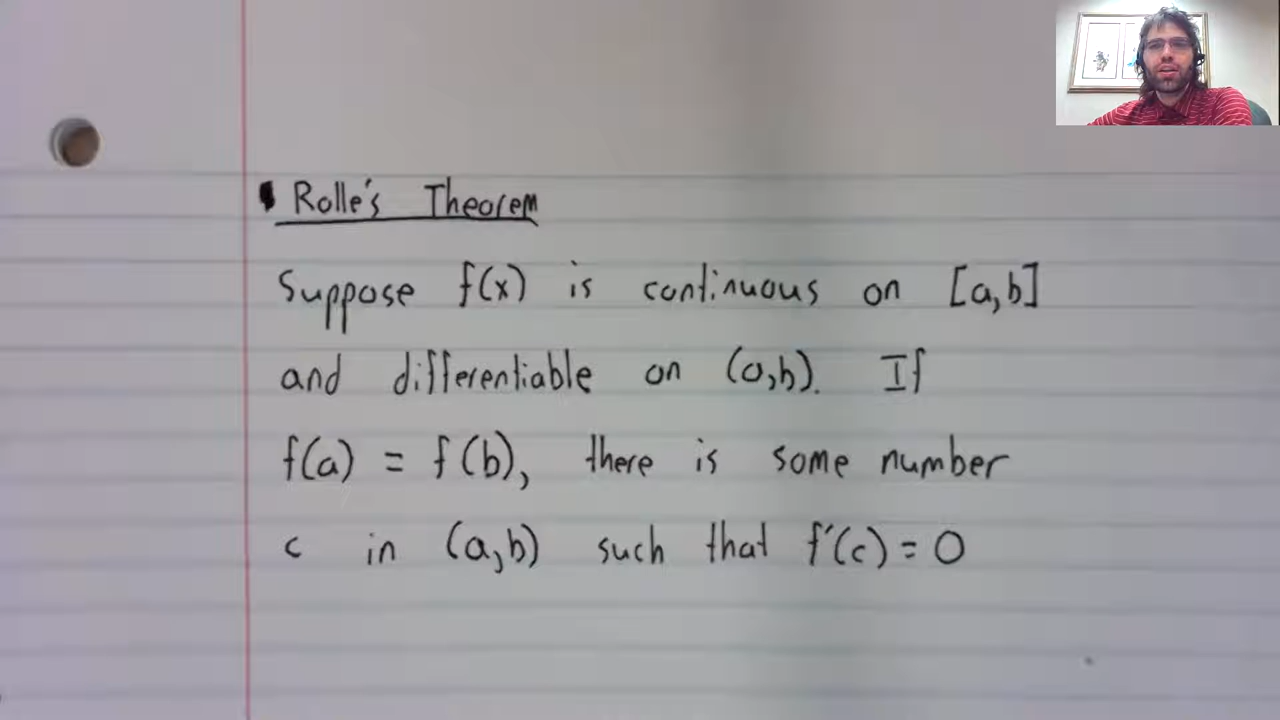 Rolle's Theorem
Suppose f(x) is continuous on [a,b]
and differentiable on (a,b). If
f(a) = f(b), there is some number
c in (a,b) such that f'(c) = 0